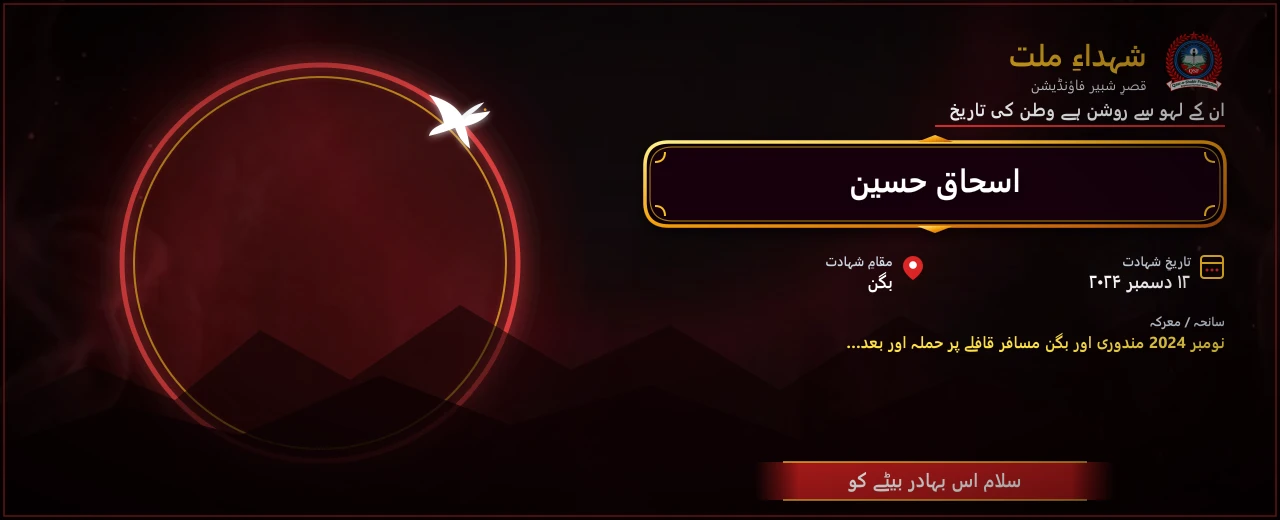 شہداءِ ملت
قصرِ شبیر فاؤنڈیشن
ان کے لہو سے روشن ہے وطن کی تاریخ
اسحاق حسین
تاریخ شہادت
۱۲ دسمبر ۲۰۲۴
مقامِ شہادت
بگن
سانحہ / معرکہ
نومبر 2024 مندوری اور بگن مسافر قافلے پر حملہ اور بعد...
سلام اس بہادر بیٹے کو